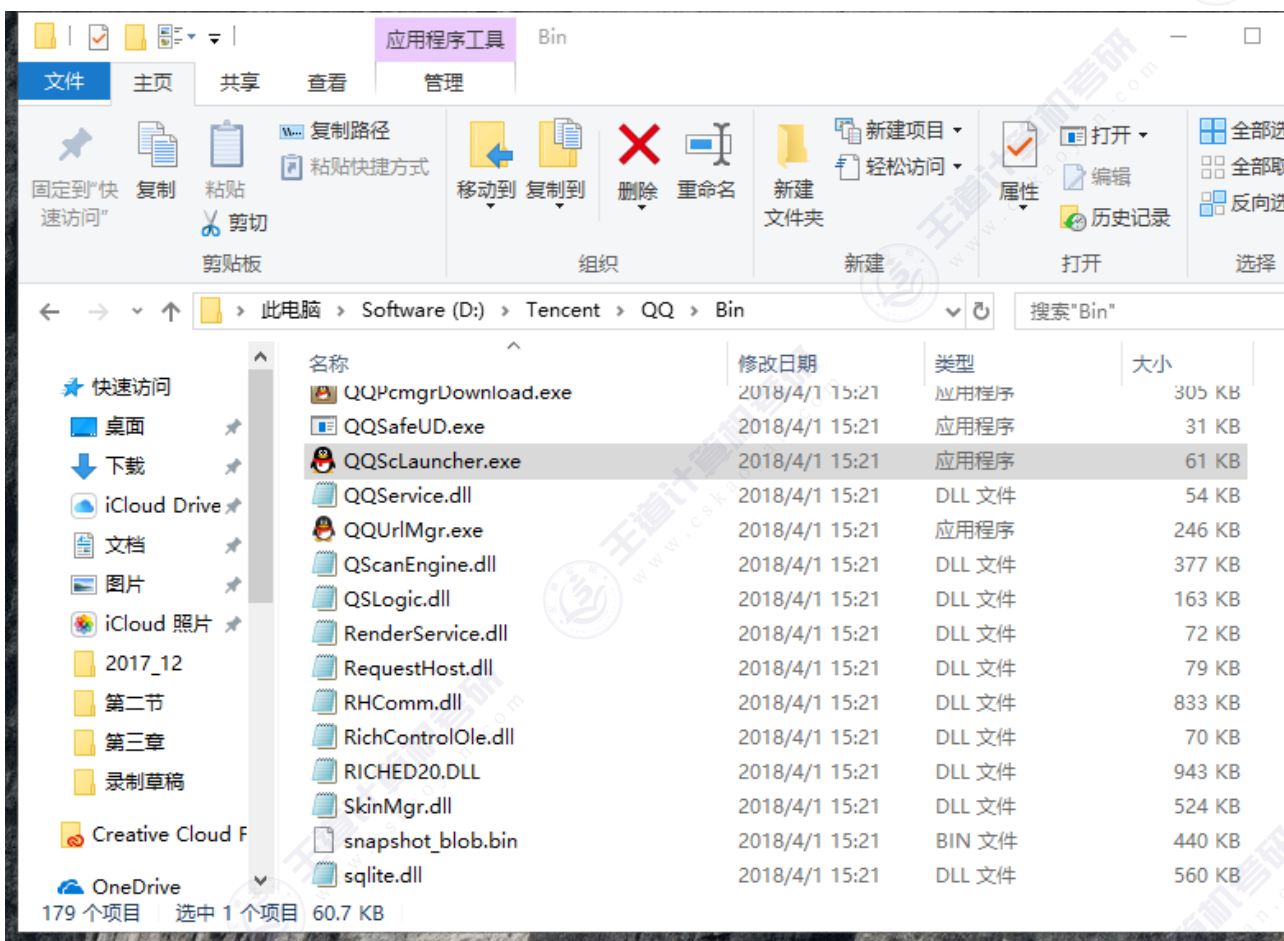 应用程序工具 Bin
文件 主页 共享 查看 管理
固定到"快速访问" 复制 粘贴 复制路径 粘贴快捷方式 剪切 移动到 复制到 删除 重命名 新建文件夹 新建项目 轻松访问 属性 打开 编辑 历史记录
剪贴板 组织 新建 打开 选择
此电脑 > Software (D:) > Tencent > QQ > Bin 搜索"Bin"
名称 修改日期 类型 大小
QQPcmgrDownload.exe 2018/4/1 15:21 应用程序 305 KB
QQSafeUD.exe 2018/4/1 15:21 应用程序 31 KB
QQScLauncher.exe 2018/4/1 15:21 应用程序 61 KB
QQService.dll 2018/4/1 15:21 DLL 文件 54 KB
QQUrlMgr.exe 2018/4/1 15:21 应用程序 246 KB
QScanEngine.dll 2018/4/1 15:21 DLL 文件 377 KB
QSLogic.dll 2018/4/1 15:21 DLL 文件 163 KB
RenderService.dll 2018/4/1 15:21 DLL 文件 72 KB
RequestHost.dll 2018/4/1 15:21 DLL 文件 79 KB
RHComm.dll 2018/4/1 15:21 DLL 文件 833 KB
RichControlOle.dll 2018/4/1 15:21 DLL 文件 70 KB
RICHED20.DLL 2018/4/1 15:21 DLL 文件 943 KB
SkinMgr.dll 2018/4/1 15:21 DLL 文件 524 KB
snapshot_blob.bin 2018/4/1 15:21 BIN 文件 440 KB
sqlite.dll 2018/4/1 15:21 DLL 文件 560 KB
快速访问
桌面
下载
iCloud Drive
文档
图片
iCloud 照片
2017_12
第二节
第三章
录制草稿
Creative Cloud F
OneDrive
179 个项目 选中 1 个项目 60.7 KB
王道计算机考研
www.cskaoyan.com